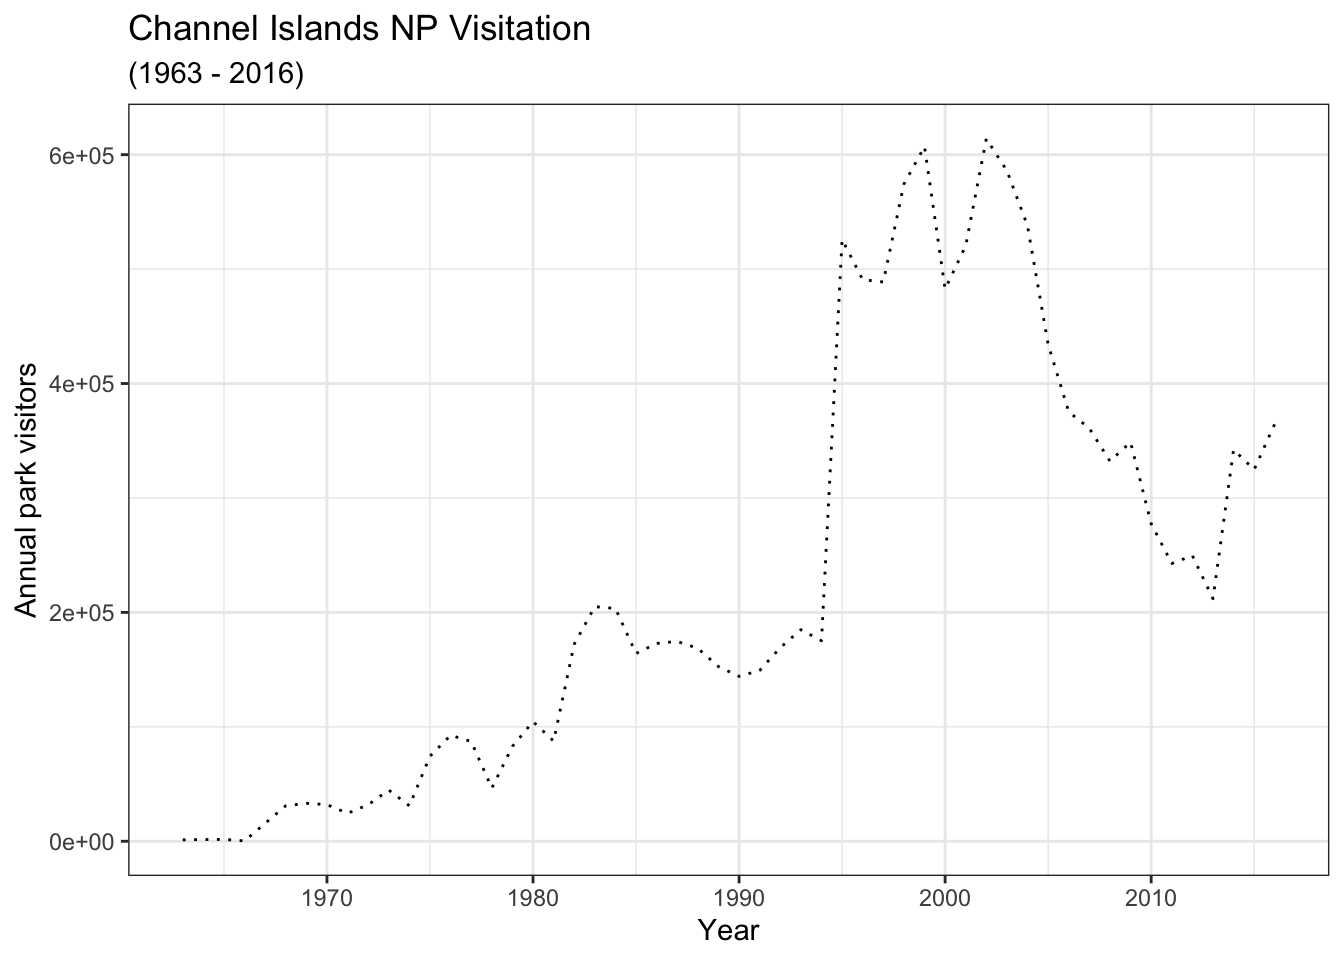 Channel Islands NP Visitation
(1963 - 2016)
6e+05
4e+05
2e+05
0e+00
Annual park visitors
1970 1980 1990 2000 2010
Year